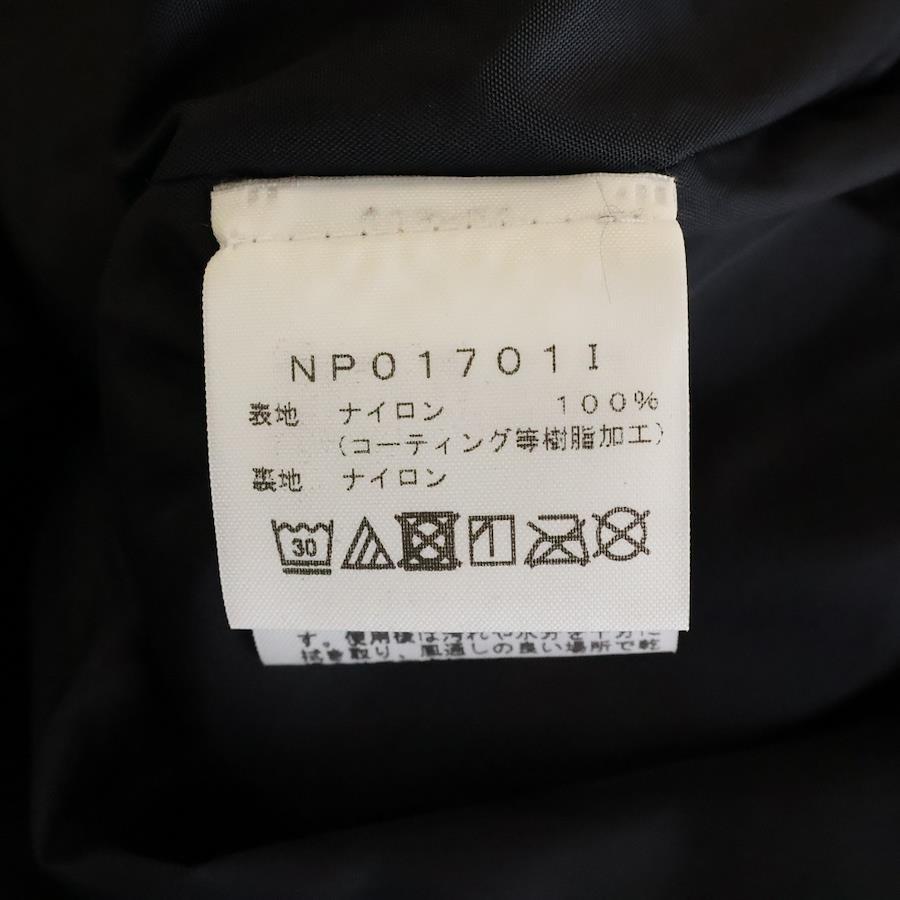 NP01701I
表地 ナイロン 100%
(コーティング等樹脂加工)
裏地 ナイロン
30
す。使用後は汚れや水分を十分に
拭き取り、風通しの良い場所で乾